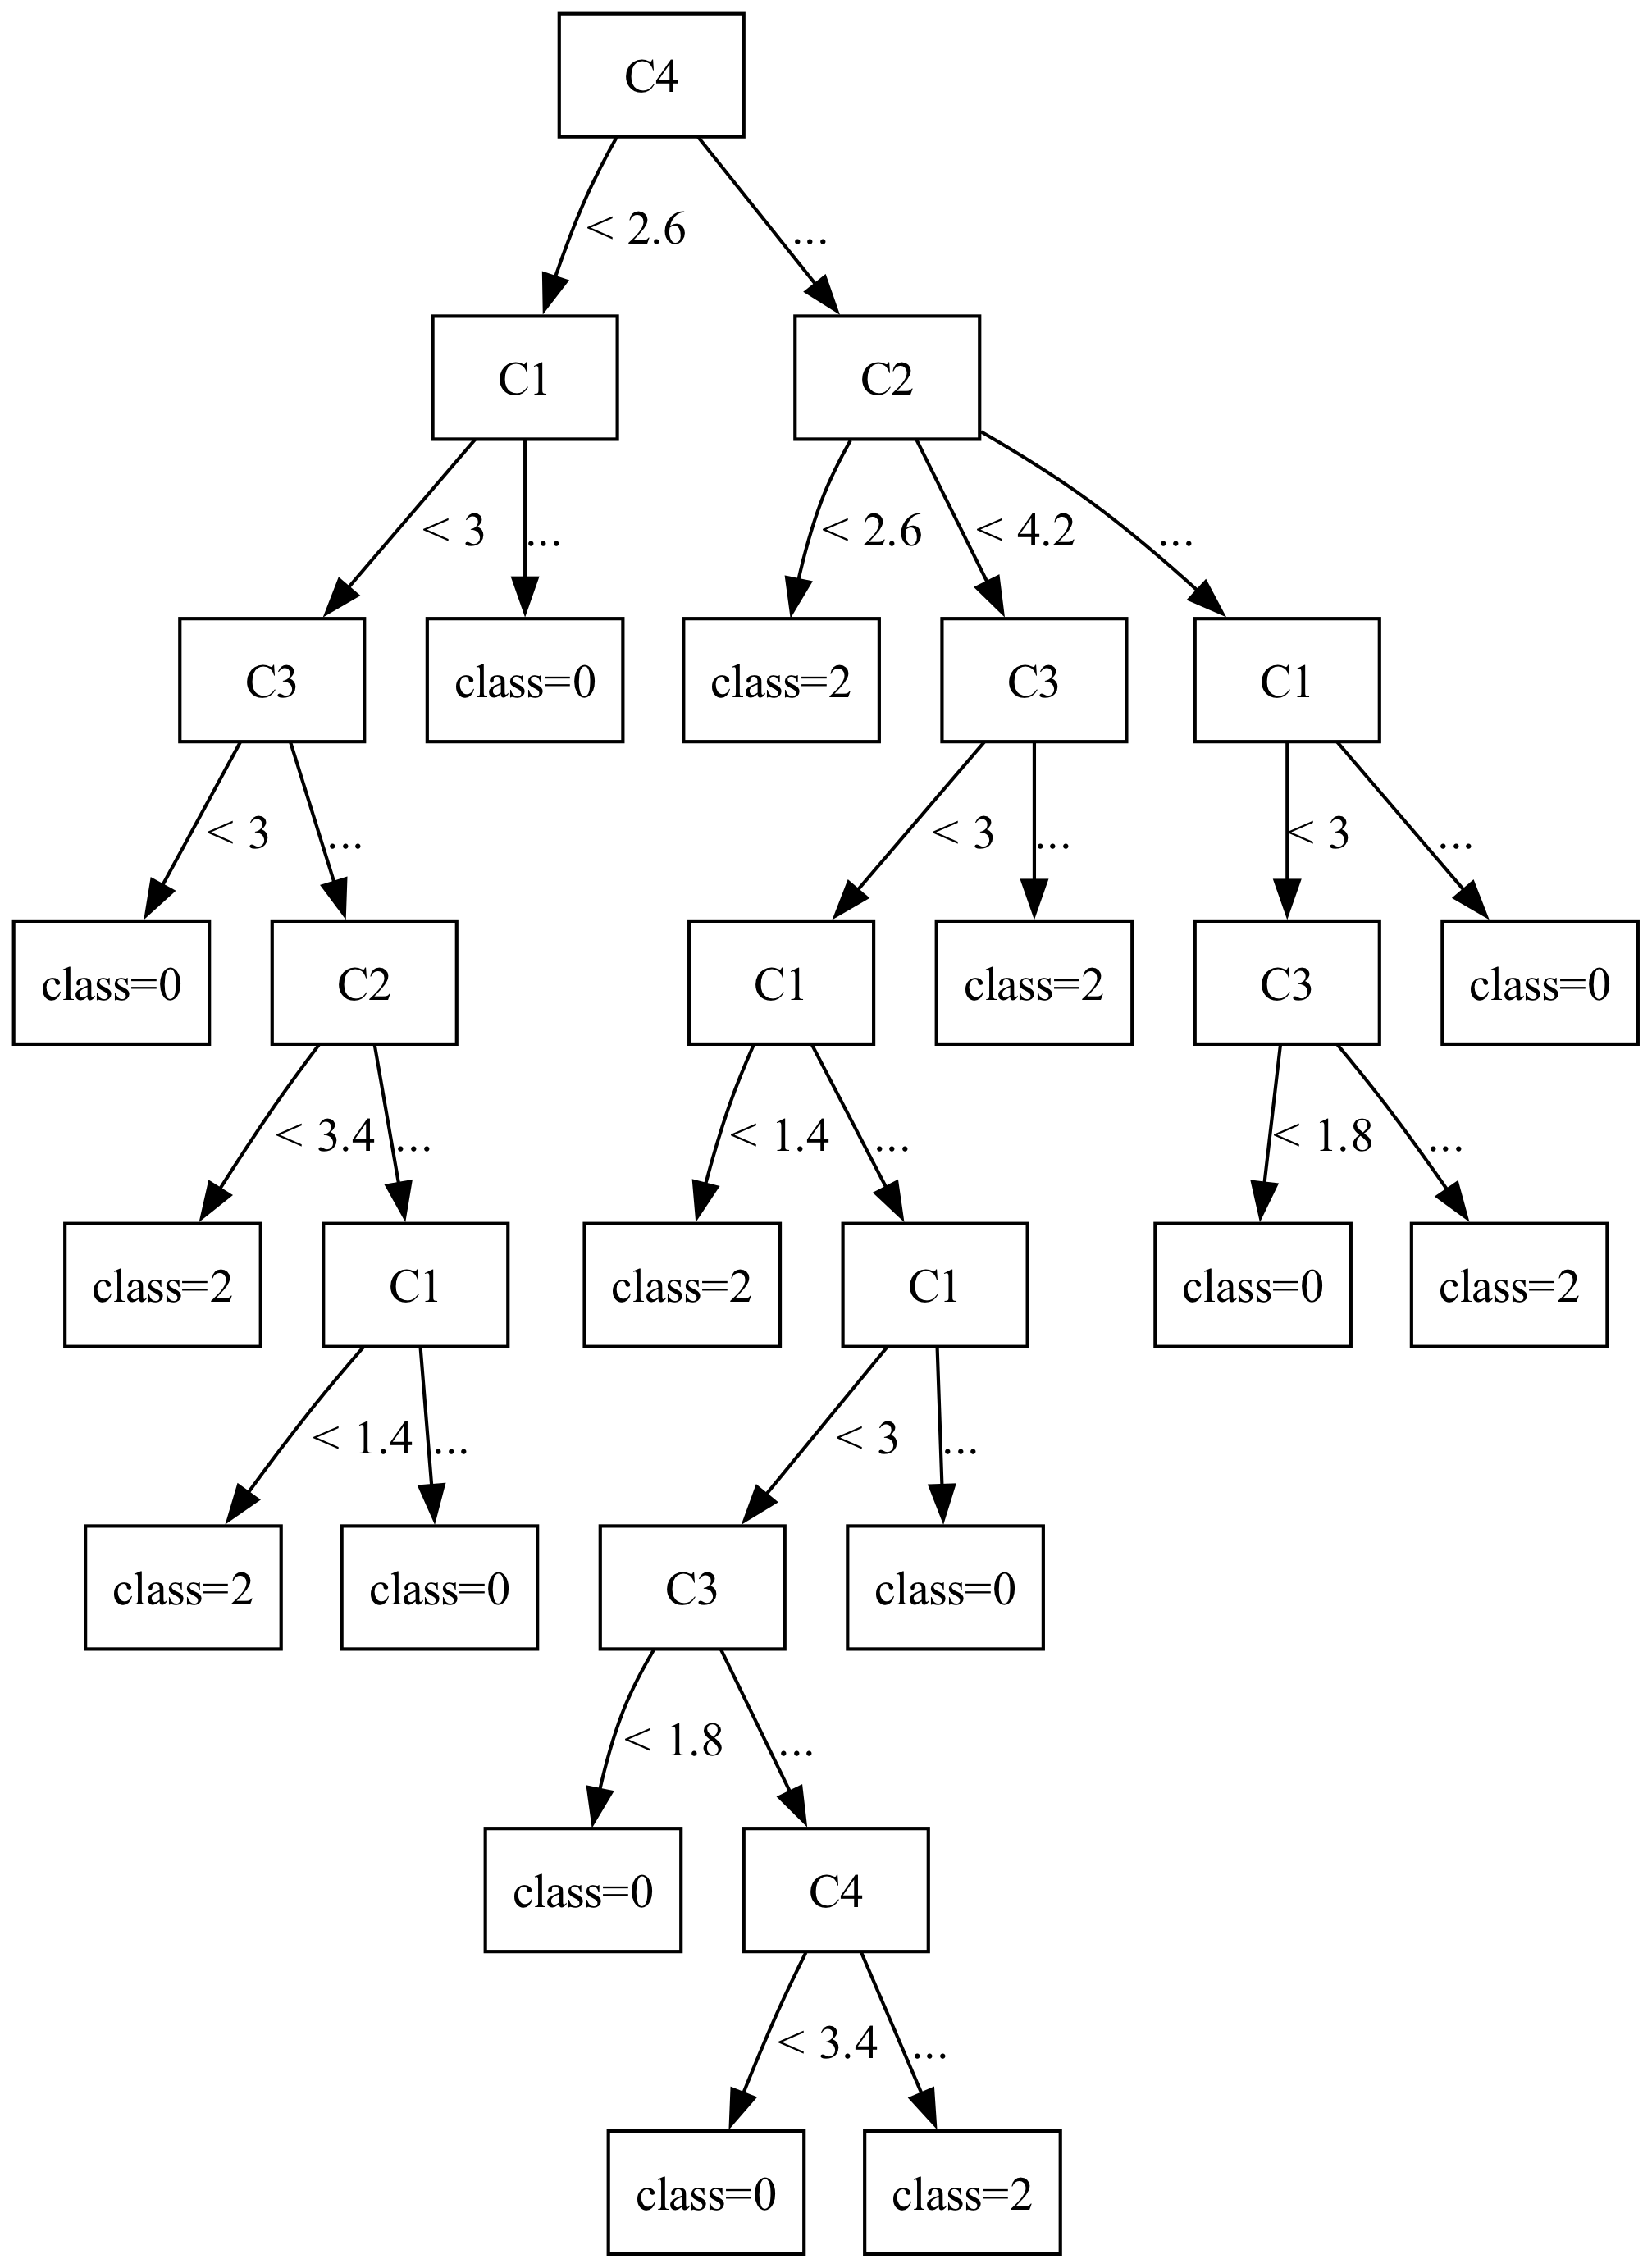 C4
< 2.6 ...
C1 C2
< 3 ... < 2.6 < 4.2 ...
C3 class=0 class=2 C3 C1
< 3 ... < 3 ... < 3 ...
class=0 C2 C1 class=2 C3 class=0
< 3.4 ... < 1.4 ... < 1.8 ...
class=2 C1 class=2 C1 class=0 class=2
< 1.4 ... < 3 ...
class=2 class=0 C3 class=0
< 1.8 ...
class=0 C4
< 3.4 ...
class=0 class=2